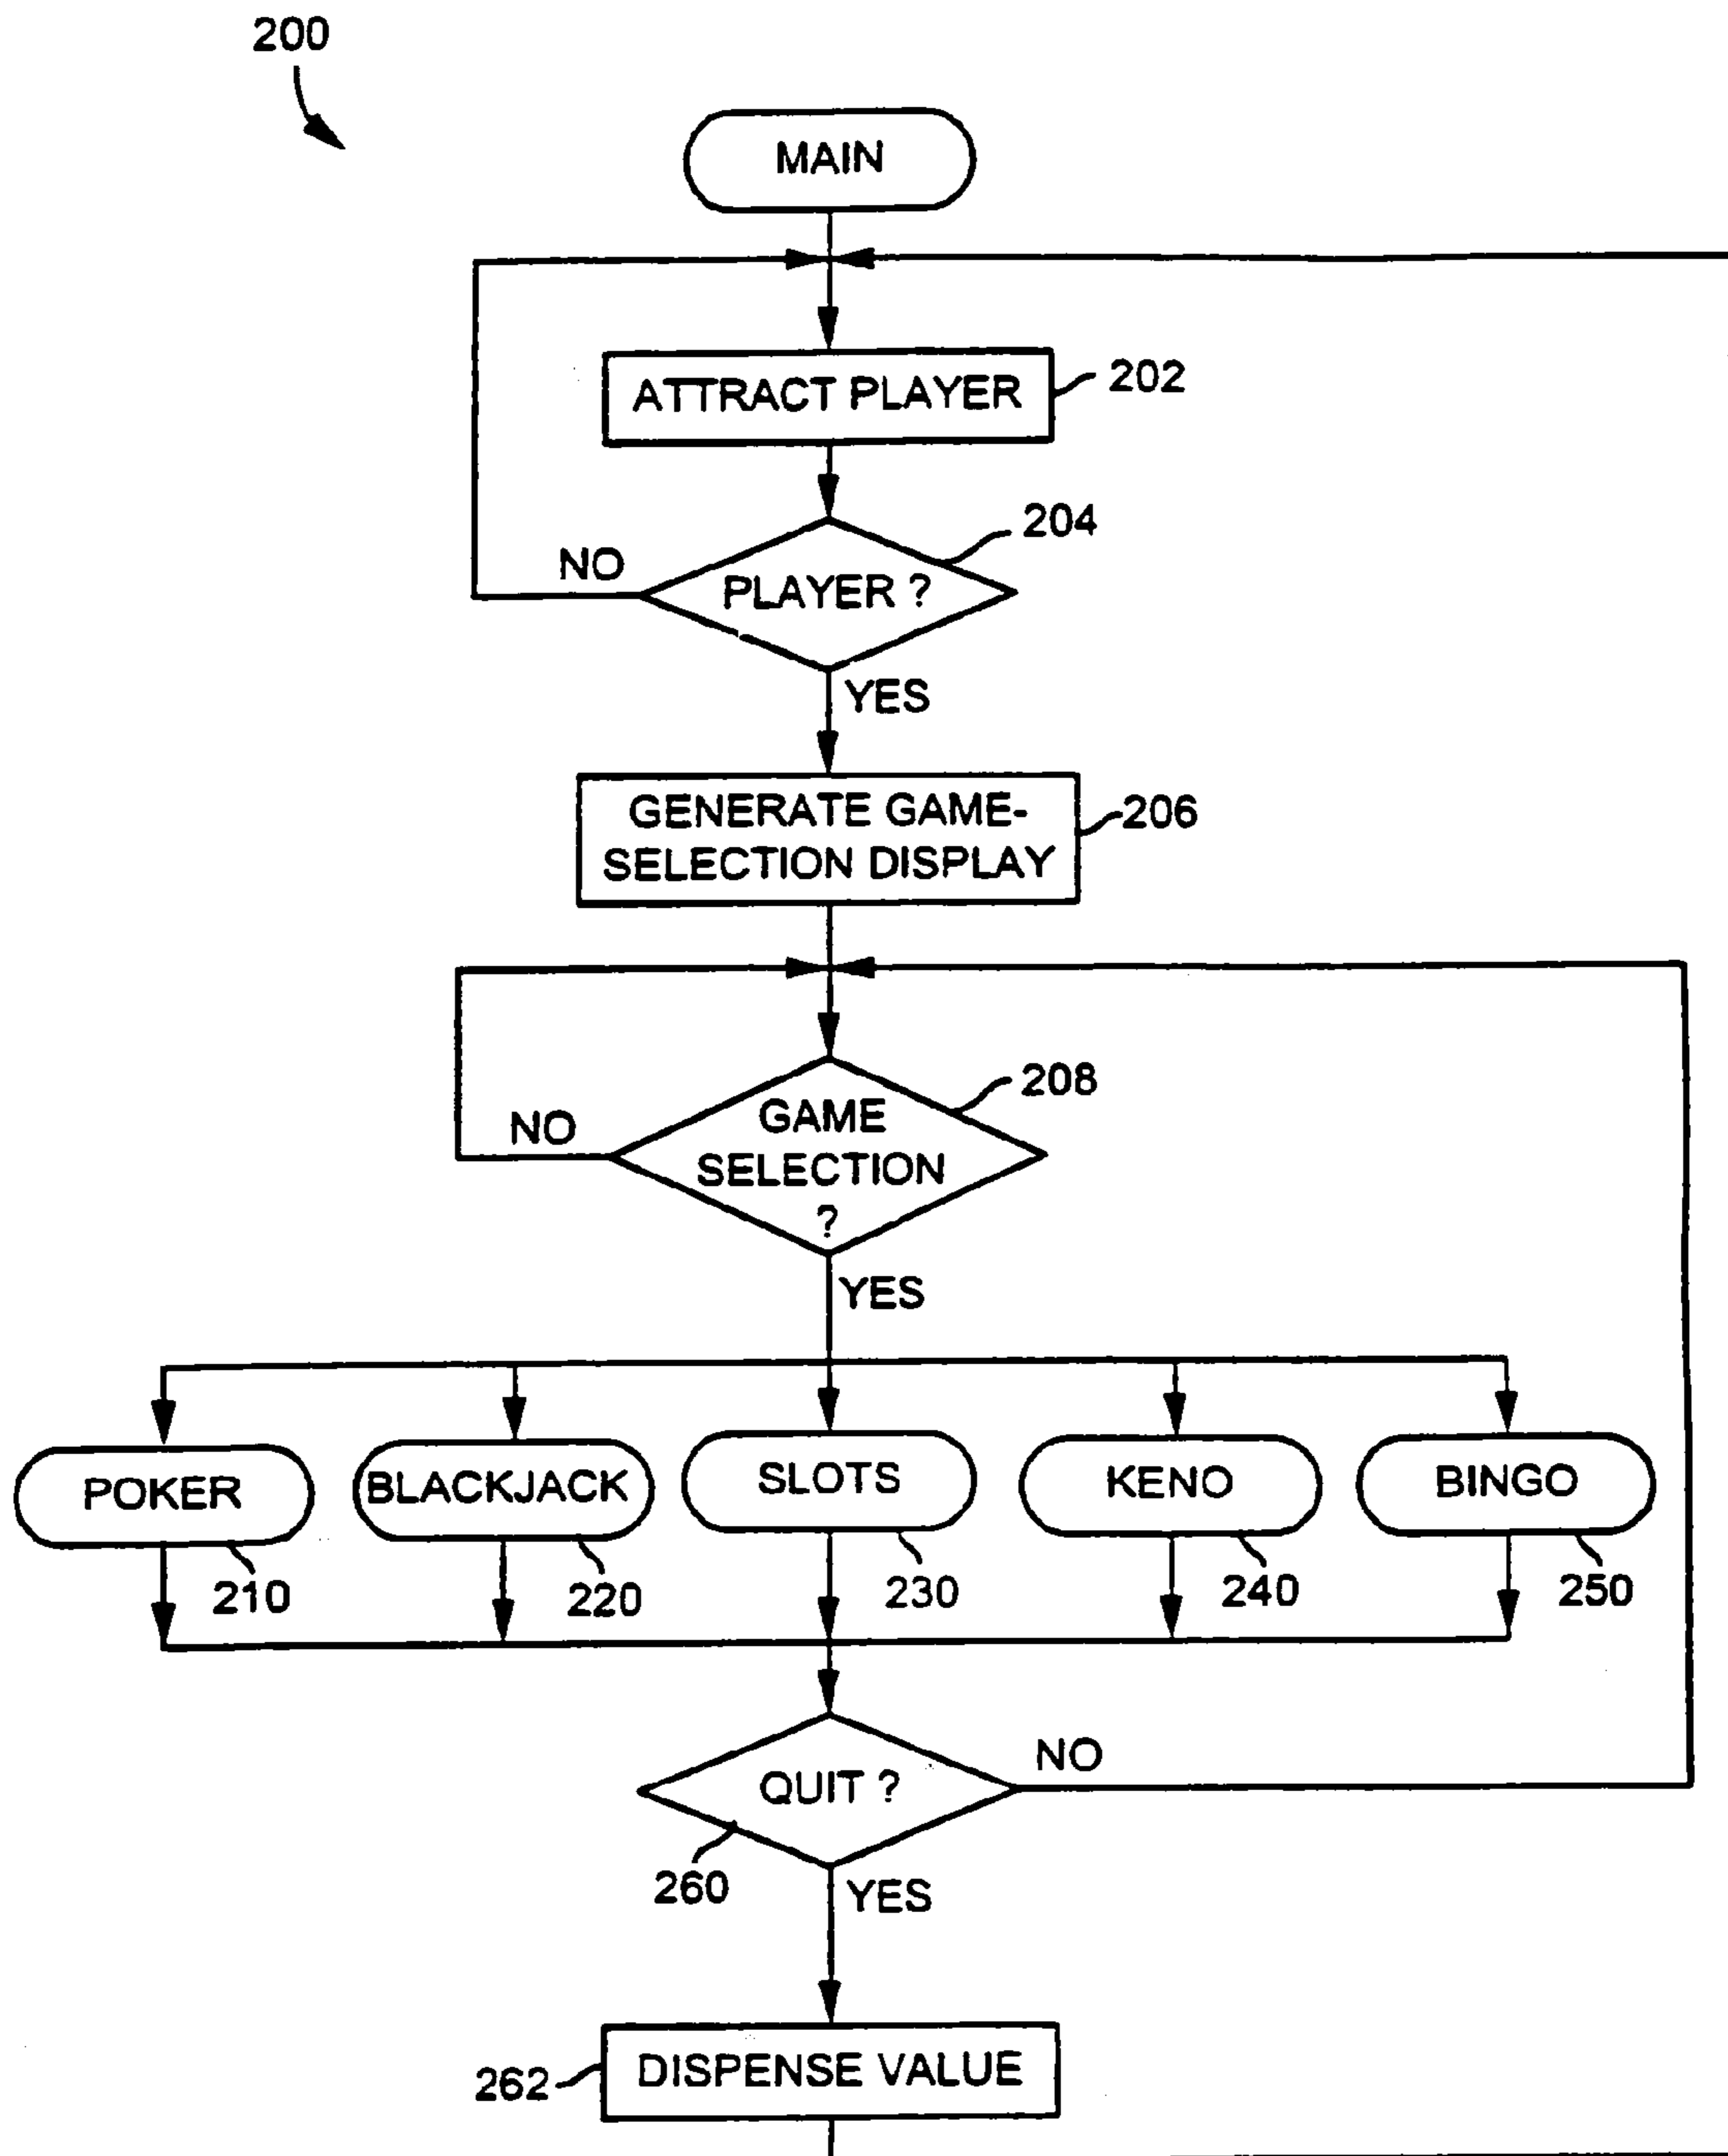 200
MAIN
ATTRACT PLAYER
202
204
NO
PLAYER ?
YES
GENERATE GAME-
SELECTION DISPLAY
206
208
NO
GAME
SELECTION
?
YES
POKER
BLACKJACK
SLOTS
KENO
BINGO
210
220
230
240
250
QUIT ?
NO
260
YES
262
DISPENSE VALUE